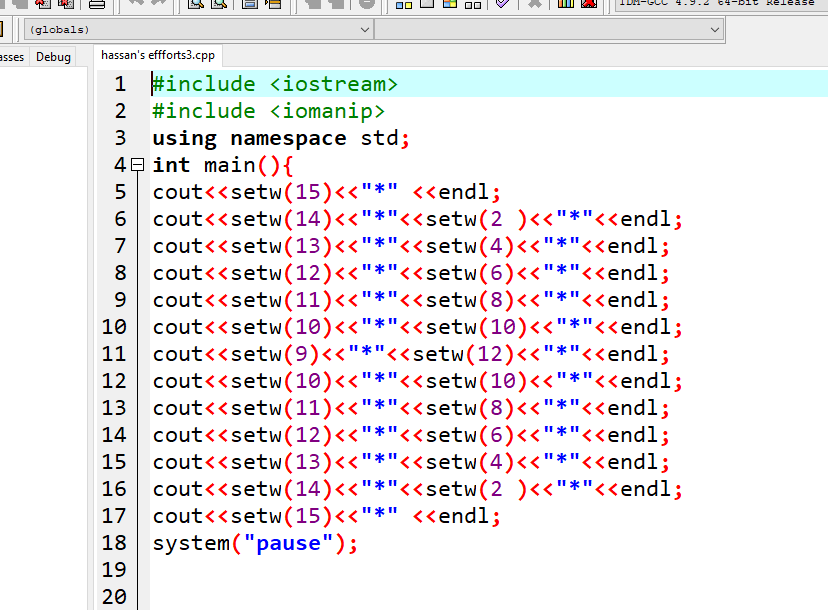 TDM-GCC 4.9.2 64-bit Release
(globals)
asses Debug hassan's effforts3.cpp
1 #include <iostream>
2 #include <iomanip>
3 using namespace std;
4 int main(){
5 cout<<setw(15)<<"*" <<endl;
6 cout<<setw(14)<<"*"<<setw(2 )<<"*"<<endl;
7 cout<<setw(13)<<"*"<<setw(4)<<"*"<<endl;
8 cout<<setw(12)<<"*"<<setw(6)<<"*"<<endl;
9 cout<<setw(11)<<"*"<<setw(8)<<"*"<<endl;
10 cout<<setw(10)<<"*"<<setw(10)<<"*"<<endl;
11 cout<<setw(9)<<"*"<<setw(12)<<"*"<<endl;
12 cout<<setw(10)<<"*"<<setw(10)<<"*"<<endl;
13 cout<<setw(11)<<"*"<<setw(8)<<"*"<<endl;
14 cout<<setw(12)<<"*"<<setw(6)<<"*"<<endl;
15 cout<<setw(13)<<"*"<<setw(4)<<"*"<<endl;
16 cout<<setw(14)<<"*"<<setw(2 )<<"*"<<endl;
17 cout<<setw(15)<<"*" <<endl;
18 system("pause");
19
20